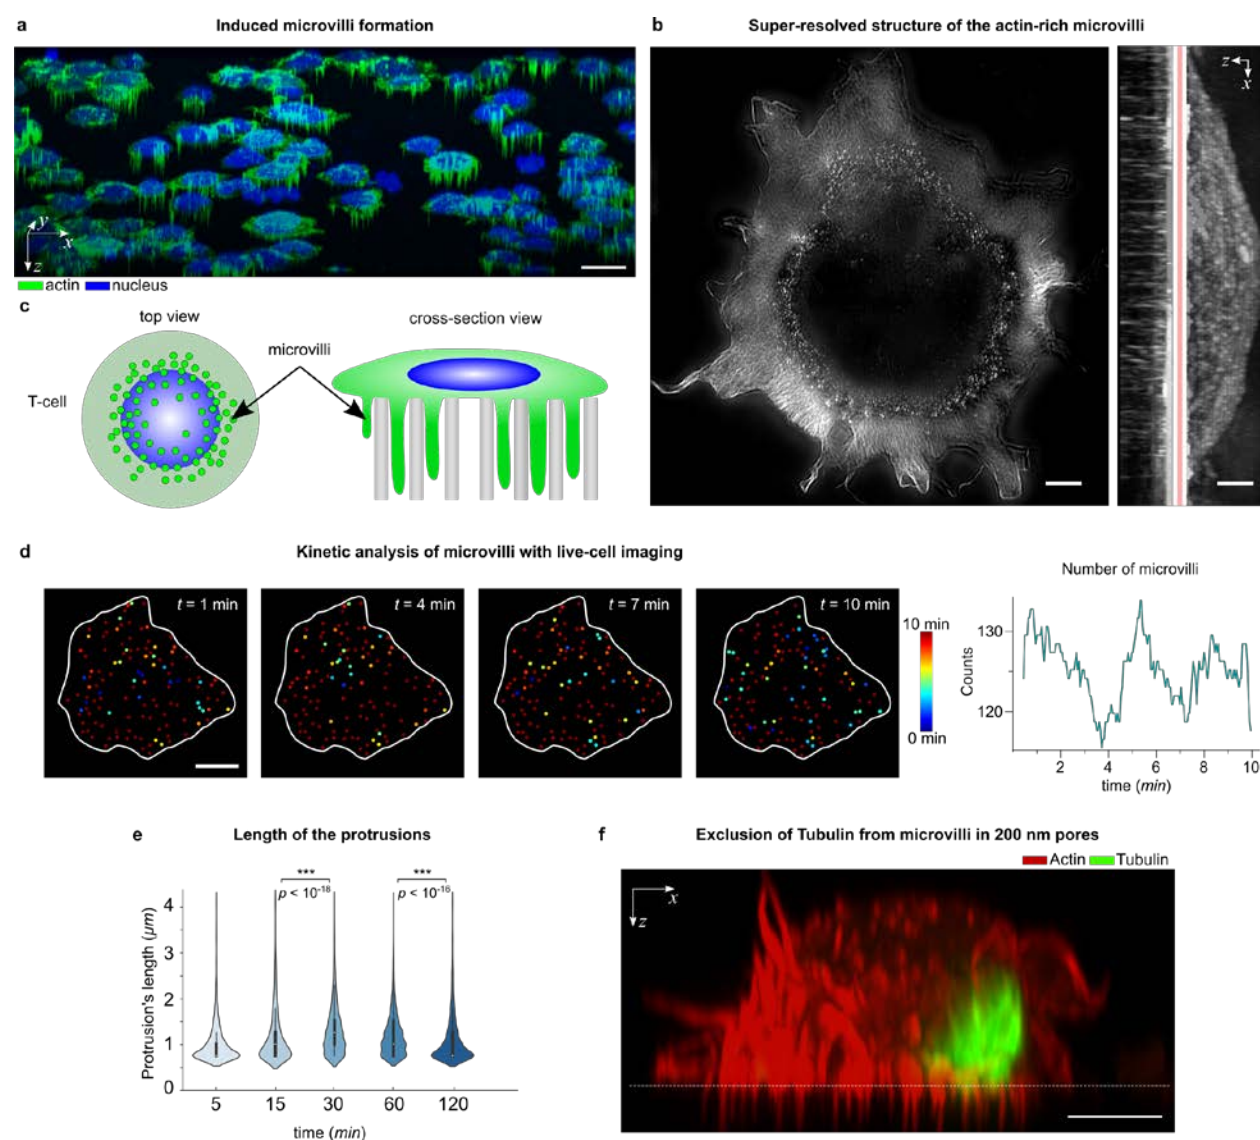 a Induced microvilli formation
y
x
z
actin nucleus
b Super-resolved structure of the actin-rich microvilli
z
x
c
top view
cross-section view
microvilli
T-cell
d Kinetic analysis of microvilli with live-cell imaging
t = 1 min
t = 4 min
t = 7 min
t = 10 min
10 min
0 min
Number of microvilli
Counts
130
120
2 4 6 8 10
time (min)
e Length of the protrusions
*** ***
p < 10⁻¹⁸ p < 10⁻¹⁶
Protrusion's length (μm)
4
3
2
1
0
5 15 30 60 120
time (min)
f Exclusion of Tubulin from microvilli in 200 nm pores
Actin Tubulin
x
z